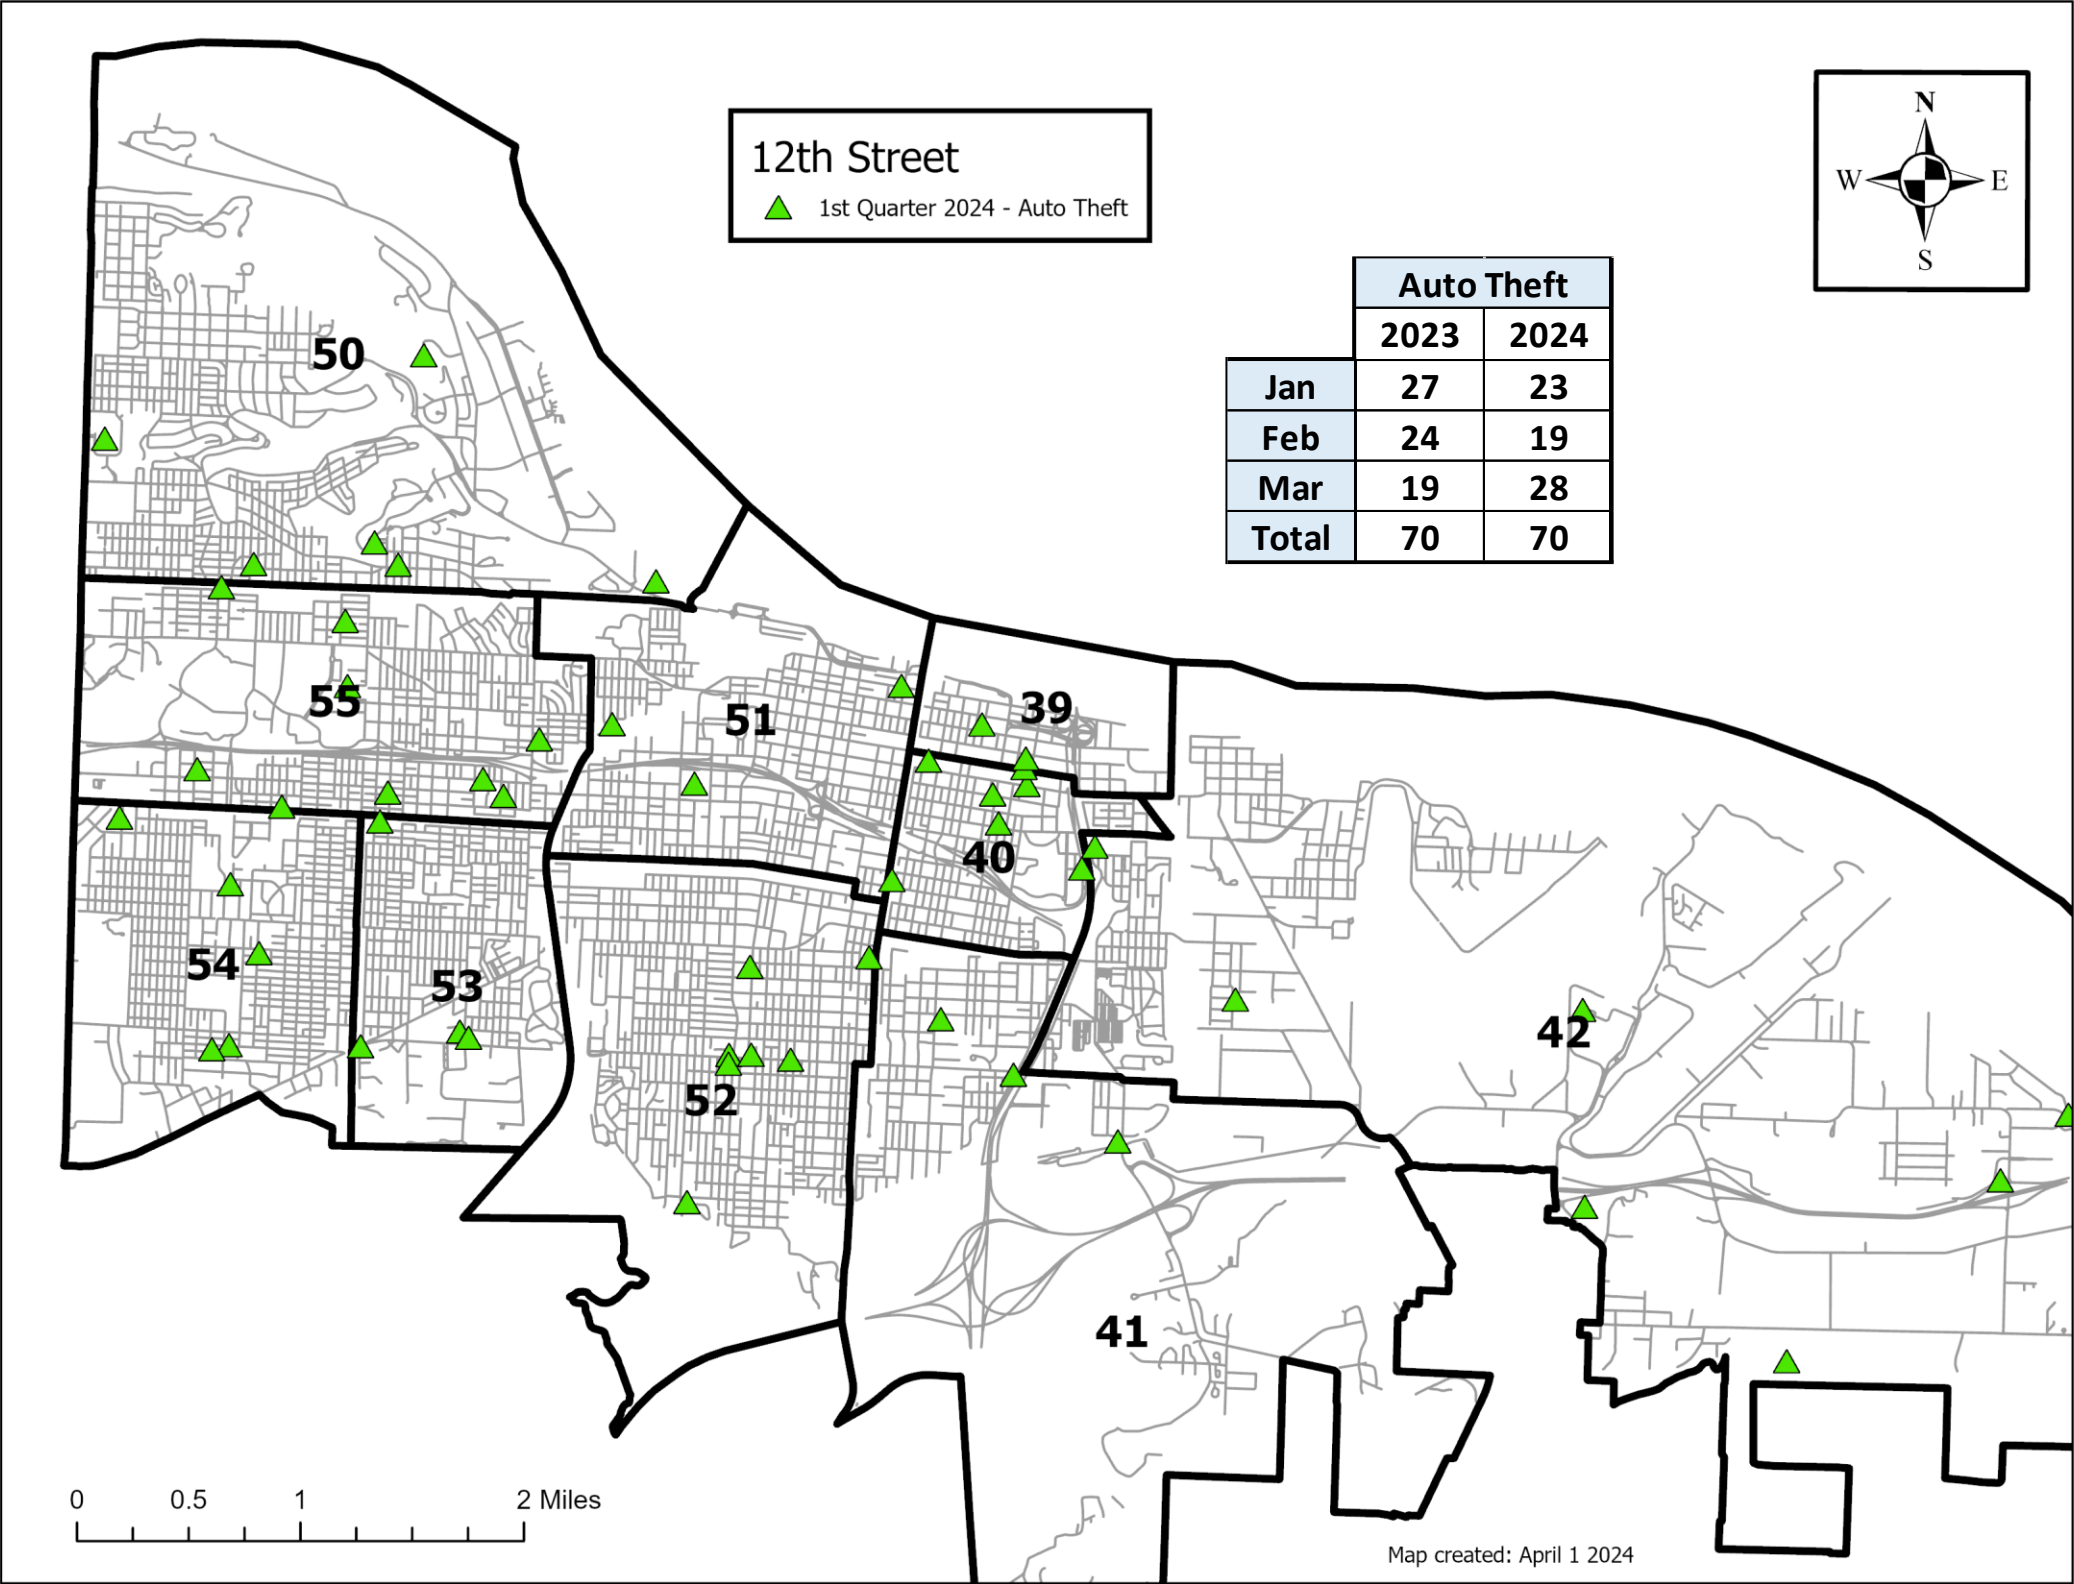 12th Street
1st Quarter 2024 - Auto Theft
N
W E
S
Auto Theft
2023 2024
Jan 27 23
Feb 24 19
Mar 19 28
Total 70 70
50
55
51
39
40
54
53
52
42
41
0 0.5 1 2 Miles
Map created: April 1 2024